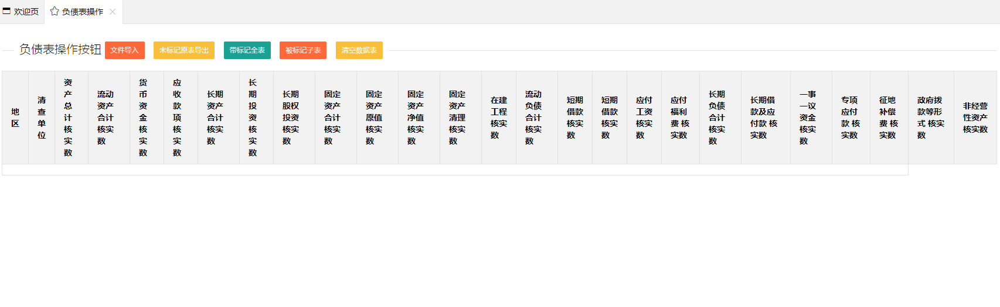 欢迎页 负债表操作
负债表操作按钮 文件导入 未标记原表导出 带标记全表 被标记子表 清空数据表
地区
清查单位
资产总计核实数
流动资产合计核实数
货币资金核实数
应收款项核实数
长期资产合计核实数
长期投资核实数
长期股权投资核实数
固定资产合计核实数
固定资产原值核实数
固定资产净值核实数
固定资产清理核实数
在建工程核实数
流动负债合计核实数
短期借款核实数
短期借款核实数
应付工资核实数
应付福利费 核实数
长期负债合计核实数
长期借款及应付款 核实数
一事一议资金核实数
专项应付款 核实数
征地补偿费 核实数
政府拨款等形式 核实数
非经营性资产核实数